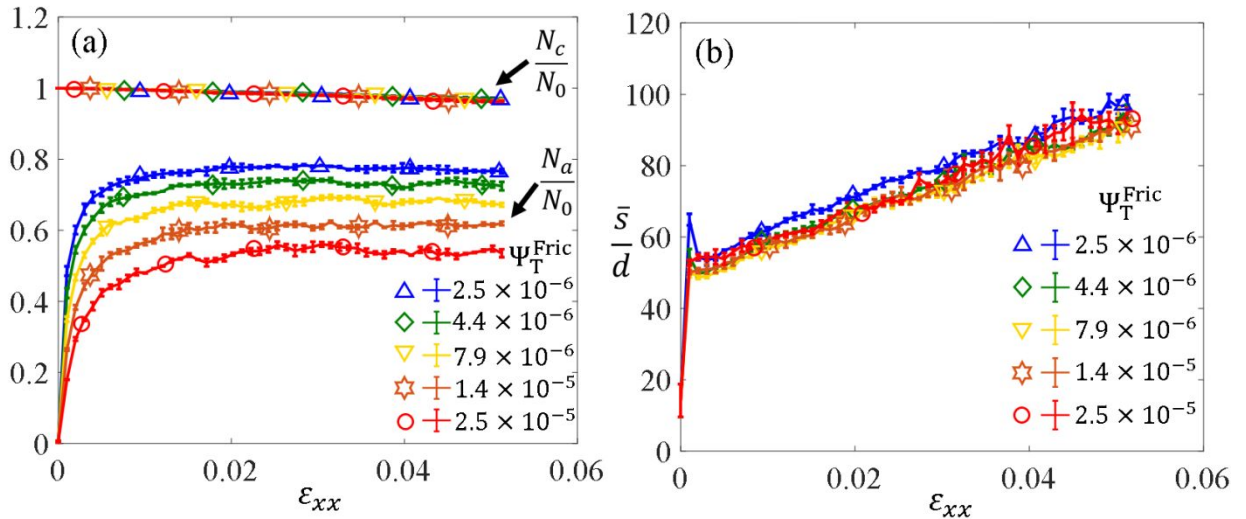 (a)
1.2
1
0.8
0.6
0.4
0.2
0
N_c/N_0
N_a/N_0
Ψ_T^Fric
2.5 × 10⁻⁶
4.4 × 10⁻⁶
7.9 × 10⁻⁶
1.4 × 10⁻⁵
2.5 × 10⁻⁵
0 0.02 0.04 0.06
ε_xx
(b)
120
100
80
60
40
20
0
s̄/d
Ψ_T^Fric
2.5 × 10⁻⁶
4.4 × 10⁻⁶
7.9 × 10⁻⁶
1.4 × 10⁻⁵
2.5 × 10⁻⁵
0 0.02 0.04 0.06
ε_xx